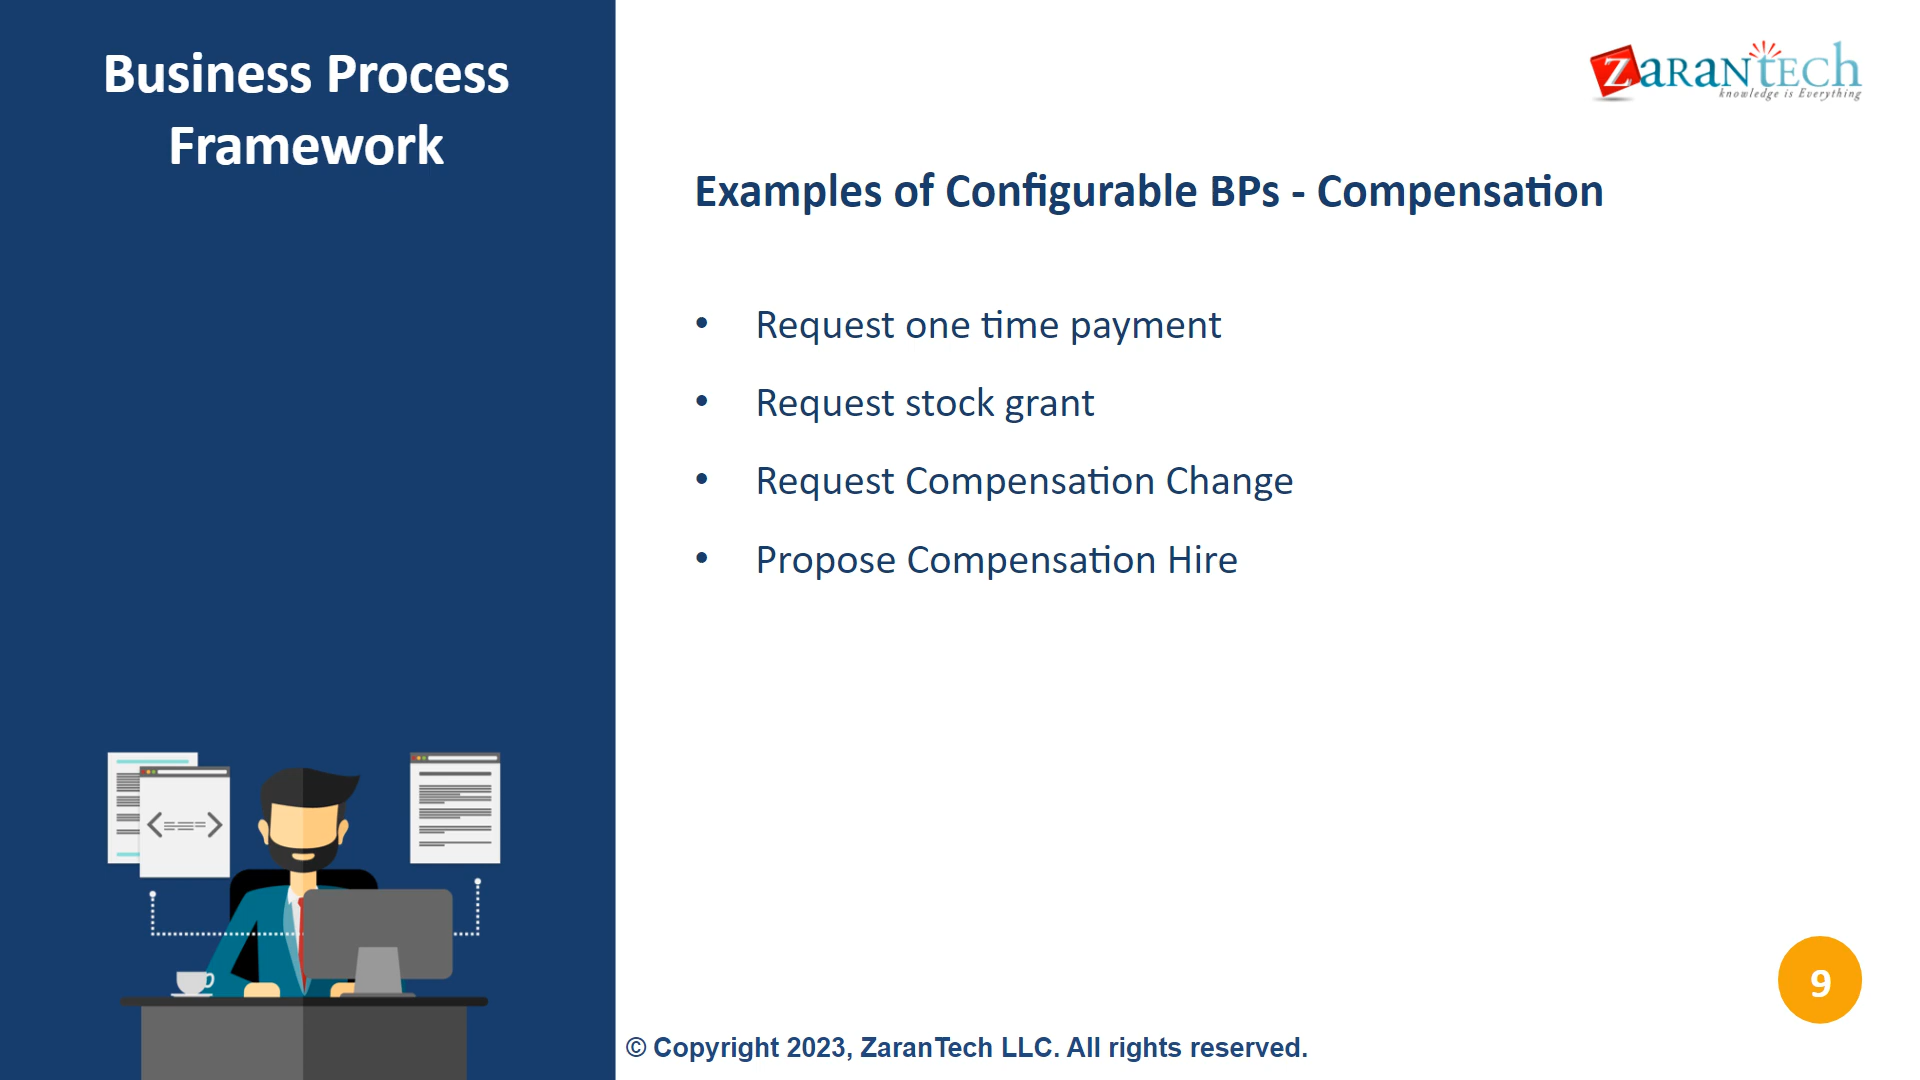 Business Process
Framework
ZaranTech
knowledge is Everything
Examples of Configurable BPs - Compensation
• Request one time payment
• Request stock grant
• Request Compensation Change
• Propose Compensation Hire
9
© Copyright 2023, ZaranTech LLC. All rights reserved.